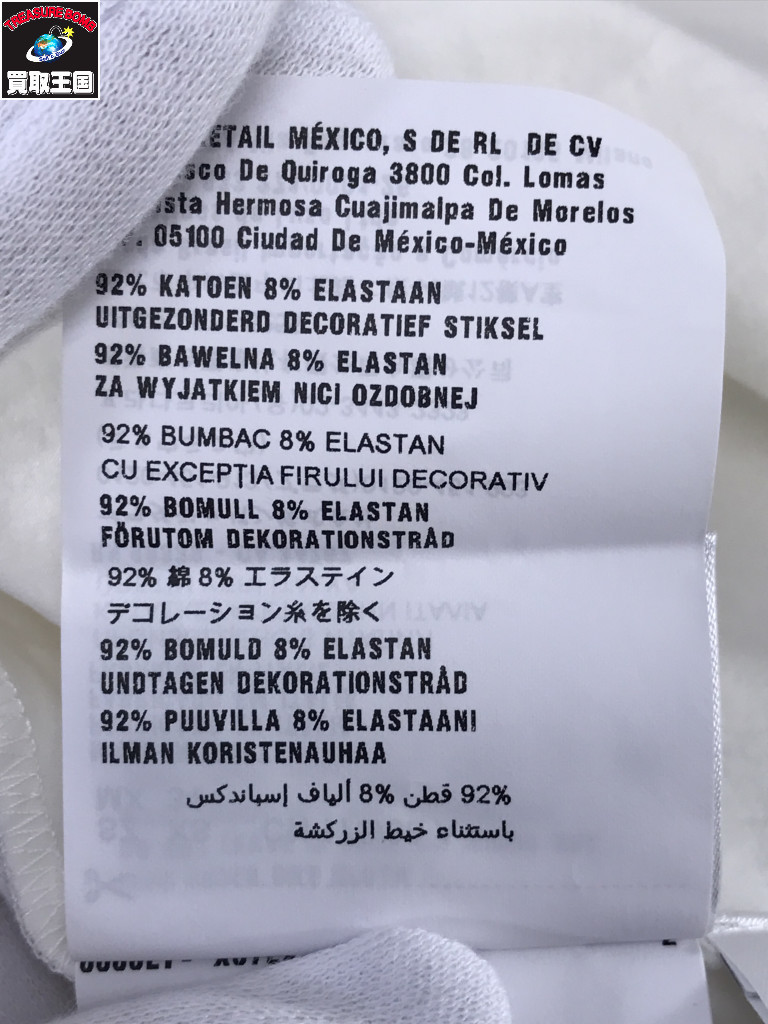 TREASURE BOMB
買取王国
ETAIL MÉXICO, S DE RL DE CV
sco De Quiroga 3800 Col. Lomas
ista Hermosa Cuajimalpa De Morelos
. 05100 Ciudad De México-México
92% KATOEN 8% ELASTAAN
UITGEZONDERD DECORATIEF STIKSEL
92% BAWELNA 8% ELASTAN
ZA WYJATKIEM NICI OZDOBNEJ
92% BUMBAC 8% ELASTAN
CU EXCEPȚIA FIRULUI DECORATIV
92% BOMULL 8% ELASTAN
FÖRUTOM DEKORATIONSTRÅD
92% 綿 8% エラステイン
デコレーション糸を除く
92% BOMULD 8% ELASTAN
UNDTAGEN DEKORATIONSTRÅD
92% PUUVILLA 8% ELASTAANI
ILMAN KORISTENAUHAA
92% قطن 8% ألياف إسباندكس
باستثناء خيط الزركشة